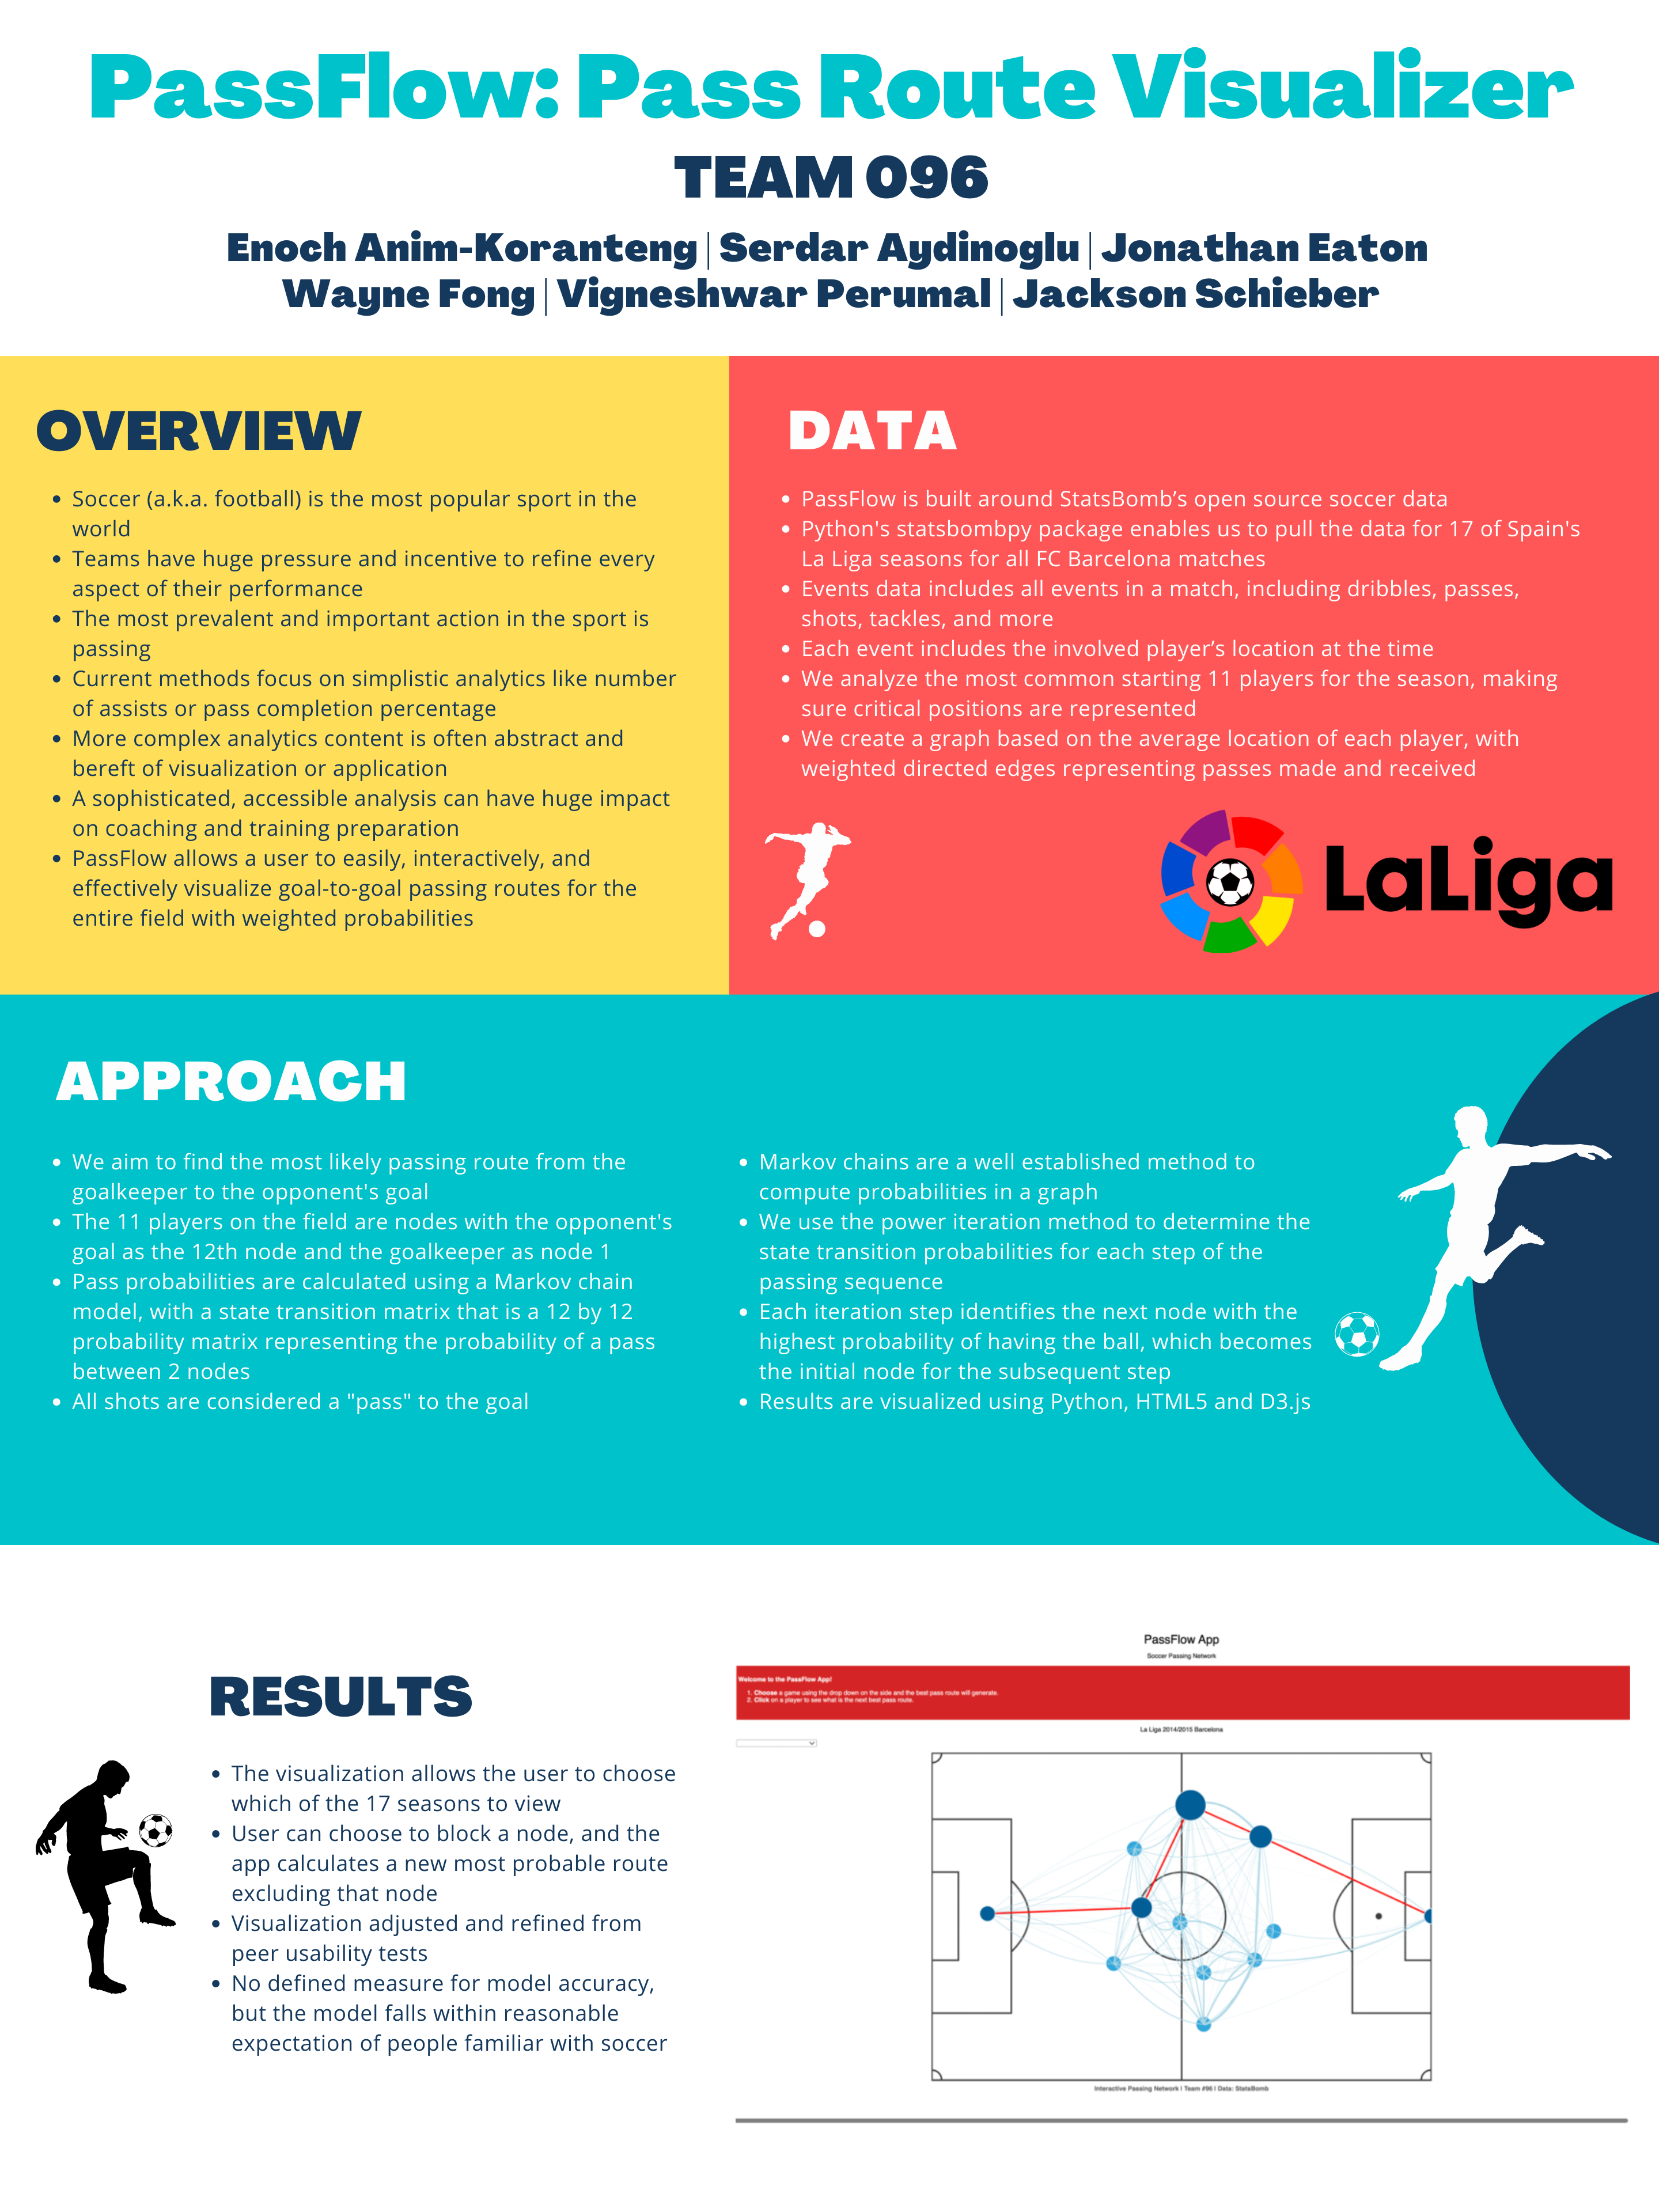 PassFlow: Pass Route Visualizer
TEAM 096
Enoch Anim-Koranteng | Serdar Aydinoglu | Jonathan Eaton
Wayne Fong | Vigneshwar Perumal | Jackson Schieber
OVERVIEW
• Soccer (a.k.a. football) is the most popular sport in the
world
• Teams have huge pressure and incentive to refine every
aspect of their performance
• The most prevalent and important action in the sport is
passing
• Current methods focus on simplistic analytics like number
of assists or pass completion percentage
• More complex analytics content is often abstract and
bereft of visualization or application
• A sophisticated, accessible analysis can have huge impact
on coaching and training preparation
• PassFlow allows a user to easily, interactively, and
effectively visualize goal-to-goal passing routes for the
entire field with weighted probabilities
DATA
• PassFlow is built around StatsBomb’s open source soccer data
• Python's statsbombpy package enables us to pull the data for 17 of Spain's
La Liga seasons for all FC Barcelona matches
• Events data includes all events in a match, including dribbles, passes,
shots, tackles, and more
• Each event includes the involved player’s location at the time
• We analyze the most common starting 11 players for the season, making
sure critical positions are represented
• We create a graph based on the average location of each player, with
weighted directed edges representing passes made and received
LaLiga
APPROACH
• We aim to find the most likely passing route from the
goalkeeper to the opponent's goal
• The 11 players on the field are nodes with the opponent's
goal as the 12th node and the goalkeeper as node 1
• Pass probabilities are calculated using a Markov chain
model, with a state transition matrix that is a 12 by 12
probability matrix representing the probability of a pass
between 2 nodes
• All shots are considered a "pass" to the goal
• Markov chains are a well established method to
compute probabilities in a graph
• We use the power iteration method to determine the
state transition probabilities for each step of the
passing sequence
• Each iteration step identifies the next node with the
highest probability of having the ball, which becomes
the initial node for the subsequent step
• Results are visualized using Python, HTML5 and D3.js
RESULTS
• The visualization allows the user to choose
which of the 17 seasons to view
• User can choose to block a node, and the
app calculates a new most probable route
excluding that node
• Visualization adjusted and refined from
peer usability tests
• No defined measure for model accuracy,
but the model falls within reasonable
expectation of people familiar with soccer
PassFlow App
Soccer Passing Network
Welcome to the PassFlow App!
1. Choose a game using the drop down on the side and the best pass route will generate.
2. Click on a player to see what is the next best pass route.
La Liga 2014/2015 Barcelona
Interactive Passing Network | Team #96 | Data: StatsBomb